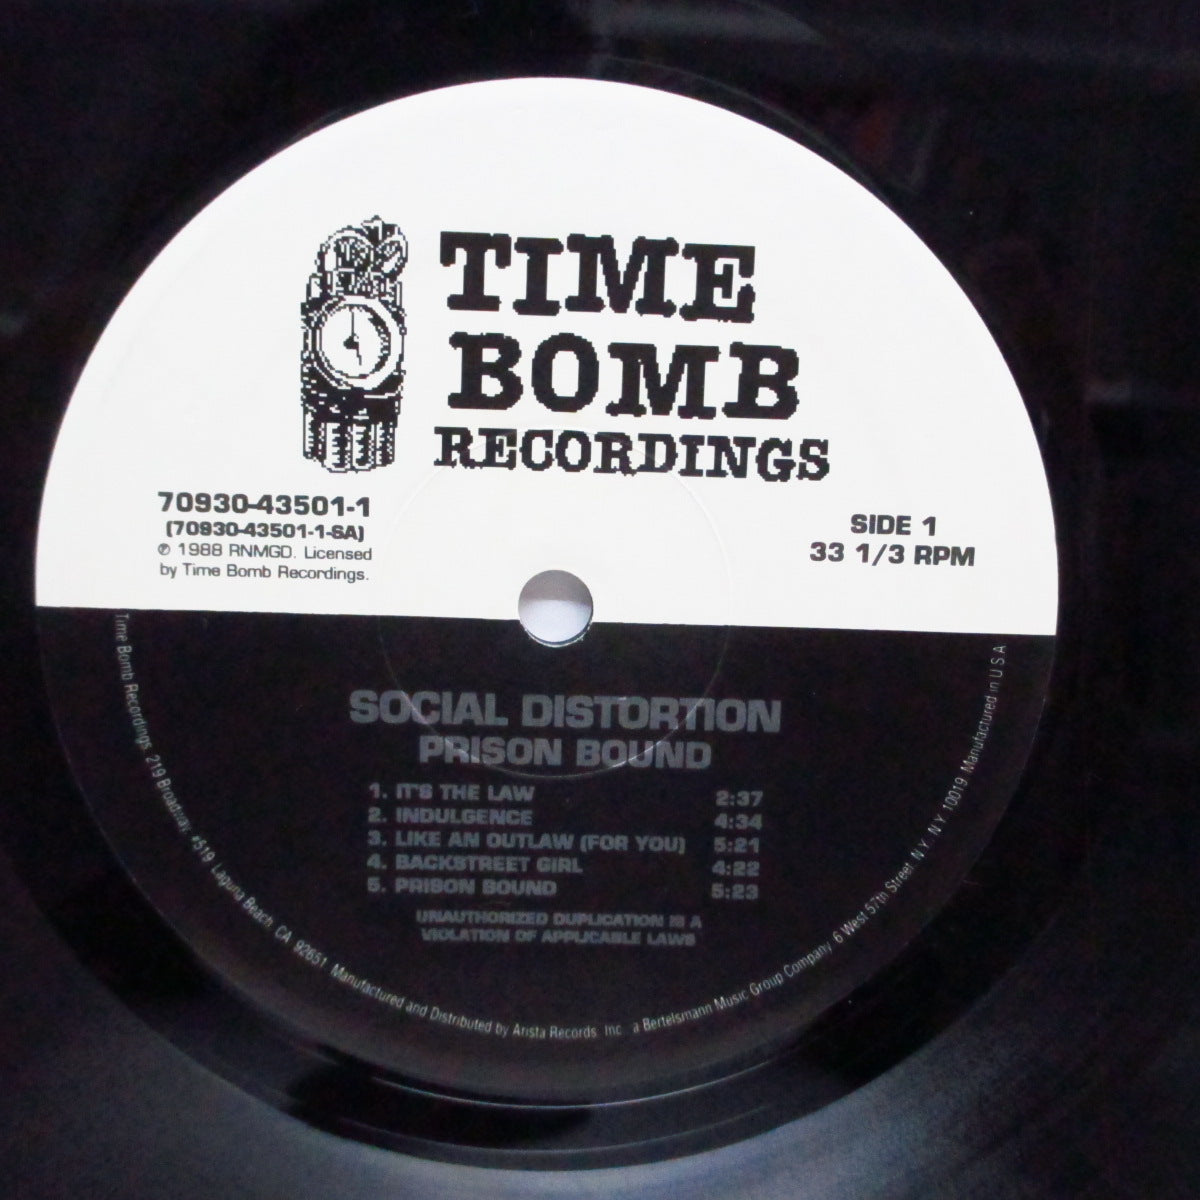 TIME
BOMB
RECORDINGS
70930-43501-1
(70930-43501-1-SA)
℗ 1988 RNMGD. Licensed
by Time Bomb Recordings.
SIDE 1
33 1/3 RPM
SOCIAL DISTORTION
PRISON BOUND
1. IT'S THE LAW 2:37
2. INDULGENCE 4:34
3. LIKE AN OUTLAW (FOR YOU) 5:21
4. BACKSTREET GIRL 4:22
5. PRISON BOUND 5:23
UNAUTHORIZED DUPLICATION IS A
VIOLATION OF APPLICABLE LAWS
Time Bomb Recordings, 219 Broadway, #519, Laguna Beach, CA 92651. Manufactured and Distributed by Arista Records, Inc., a Bertelsmann Music Group Company, 6 West 57th Street, N.Y., N.Y. 10019. Manufactured in U.S.A.